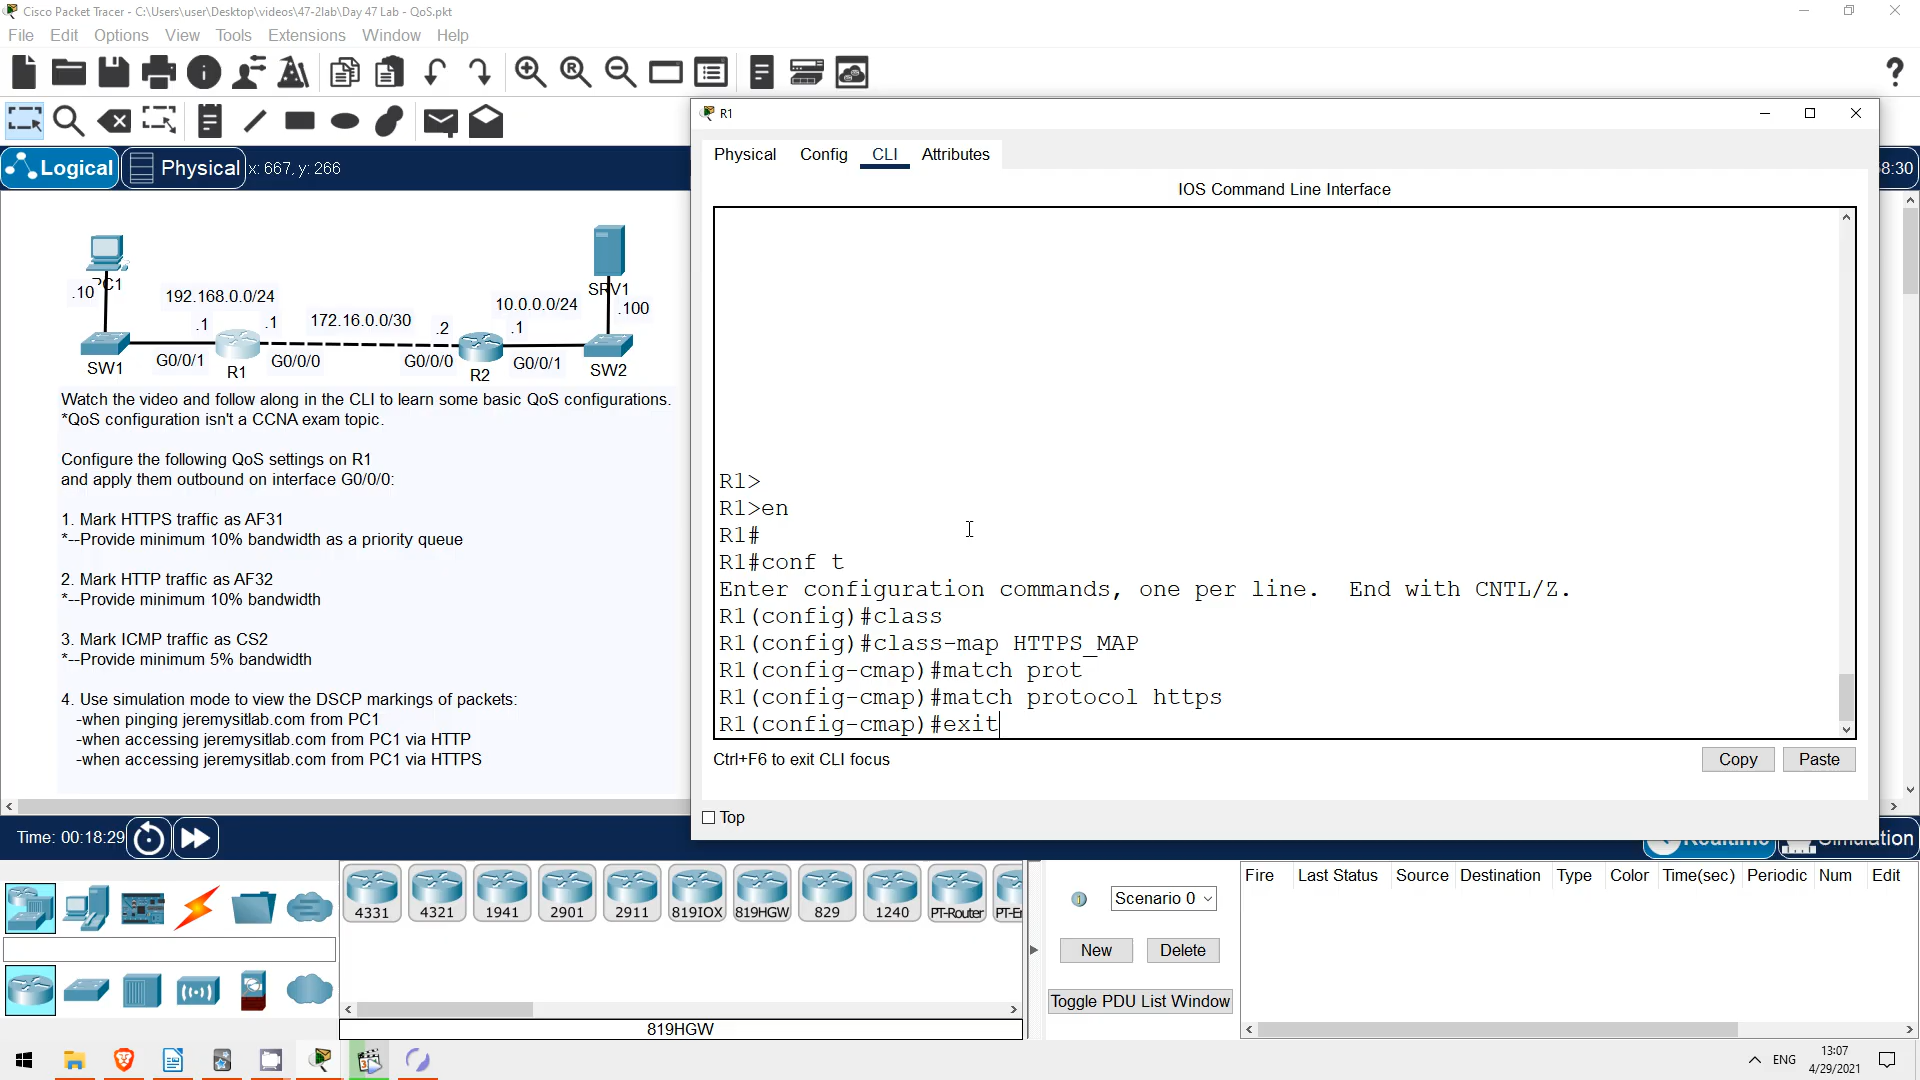 Cisco Packet Tracer - C:\Users\user\Desktop\videos\47-2lab\Day 47 Lab - QoS.pkt
File Edit Options View Tools Extensions Window Help
Logical Physical x: 667, y: 266
8:30
R1
Physical Config CLI Attributes
IOS Command Line Interface
PC1
.10
192.168.0.0/24
.1
.1
172.16.0.0/30
.2
10.0.0.0/24
.1
SRV1
.100
SW1
G0/0/1
R1
G0/0/0
G0/0/0
R2
G0/0/1
SW2
Watch the video and follow along in the CLI to learn some basic QoS configurations.
*QoS configuration isn't a CCNA exam topic.
Configure the following QoS settings on R1
and apply them outbound on interface G0/0/0:
1. Mark HTTPS traffic as AF31
*--Provide minimum 10% bandwidth as a priority queue
2. Mark HTTP traffic as AF32
*--Provide minimum 10% bandwidth
3. Mark ICMP traffic as CS2
*--Provide minimum 5% bandwidth
4. Use simulation mode to view the DSCP markings of packets:
-when pinging jeremysitlab.com from PC1
-when accessing jeremysitlab.com from PC1 via HTTP
-when accessing jeremysitlab.com from PC1 via HTTPS
R1>
R1>en
R1#
R1#conf t
Enter configuration commands, one per line.  End with CNTL/Z.
R1(config)#class
R1(config)#class-map HTTPS_MAP
R1(config-cmap)#match prot
R1(config-cmap)#match protocol https
R1(config-cmap)#exit
Ctrl+F6 to exit CLI focus
Copy Paste
Top
Time: 00:18:29
Realtime Simulation
4331 4321 1941 2901 2911 819IOX 819HGW 829 1240 PT-Router PT-Em
819HGW
Scenario 0
New Delete
Toggle PDU List Window
Fire Last Status Source Destination Type Color Time(sec) Periodic Num Edit
ENG
13:07
4/29/2021